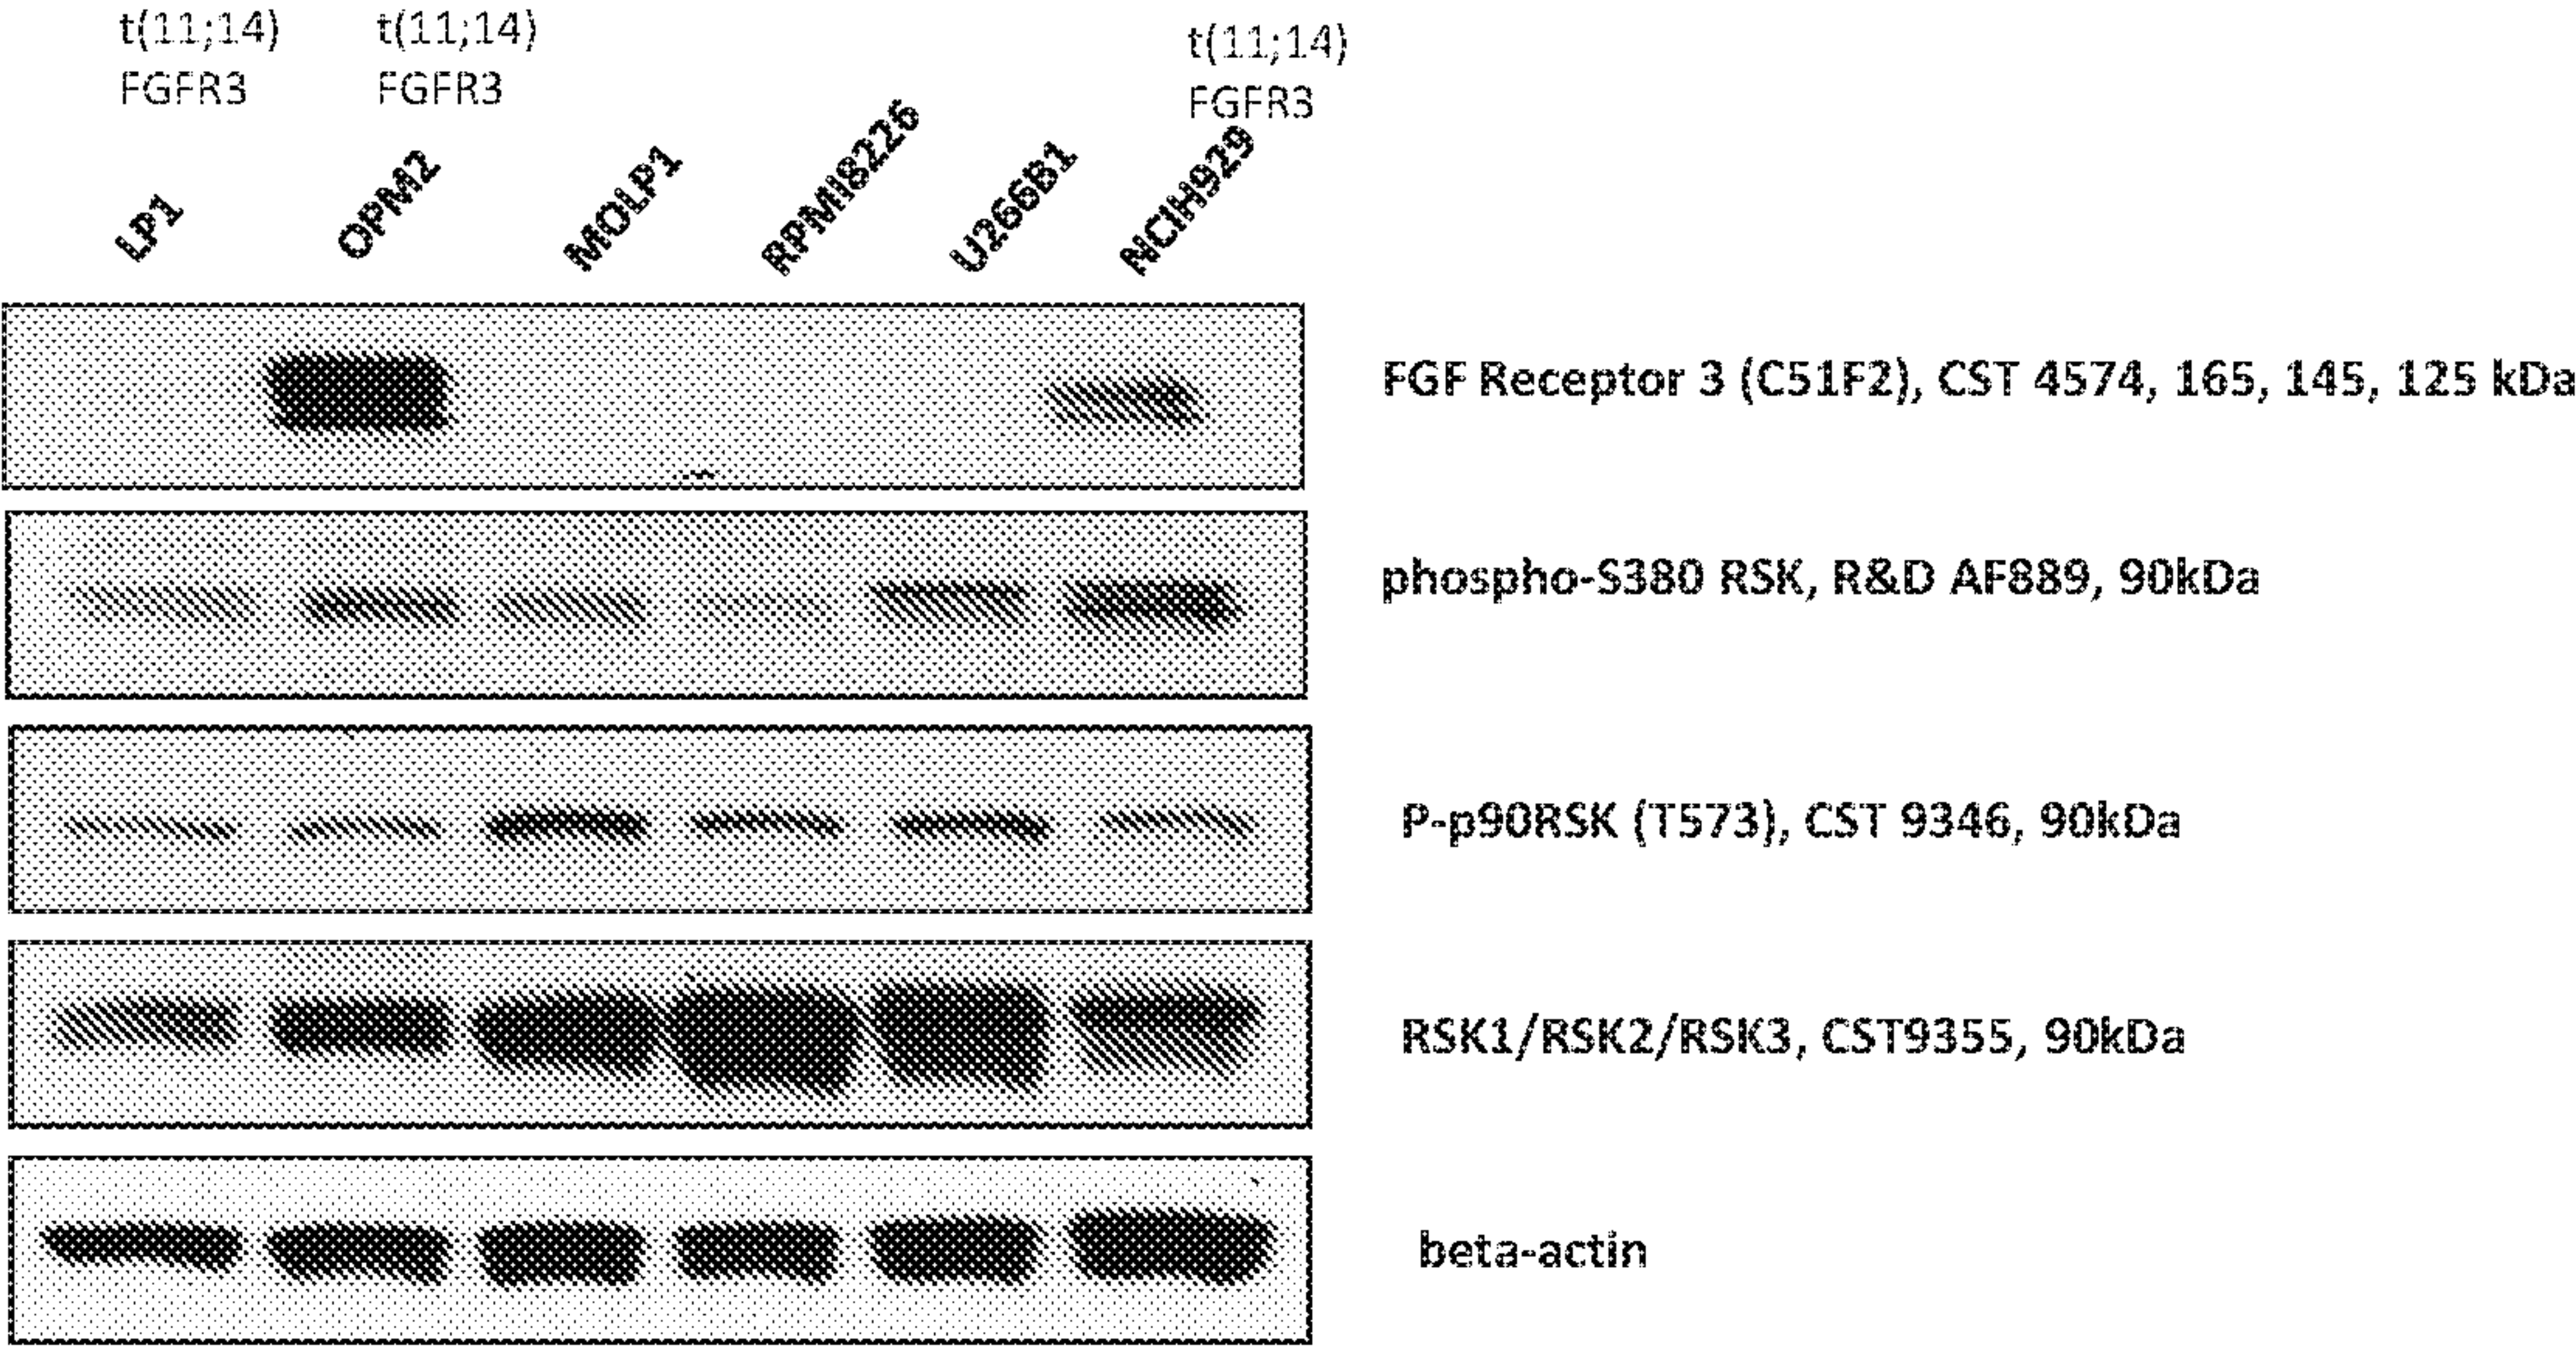 t(11;14)
FGFR3
t(11;14)
FGFR3
t(11;14)
FGFR3
LP1
OPM2
MOLP1
RPMI8226
U266B1
NCIH929
FGF Receptor 3 (C51F2), CST 4574, 165, 145, 125 kDa
phospho-S380 RSK, R&D AF889, 90kDa
P-p90RSK (T573), CST 9346, 90kDa
RSK1/RSK2/RSK3, CST9355, 90kDa
beta-actin